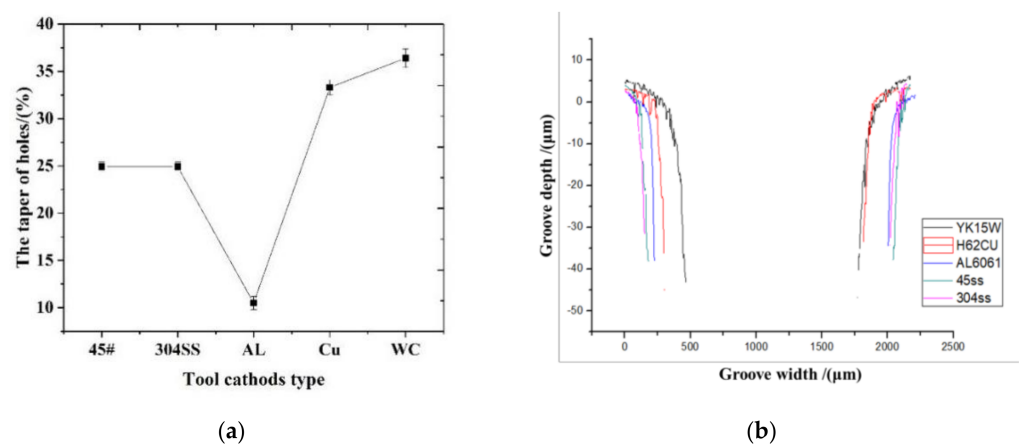 The taper of holes/(%)
40
35
30
25
20
15
10
45#
304SS
AL
Cu
WC
Tool cathods type
(a)
Groove depth /(μm)
10
0
-10
-20
-30
-40
-50
0
500
1000
1500
2000
2500
Groove width /(μm)
YK15W
H62CU
AL6061
45ss
304ss
(b)